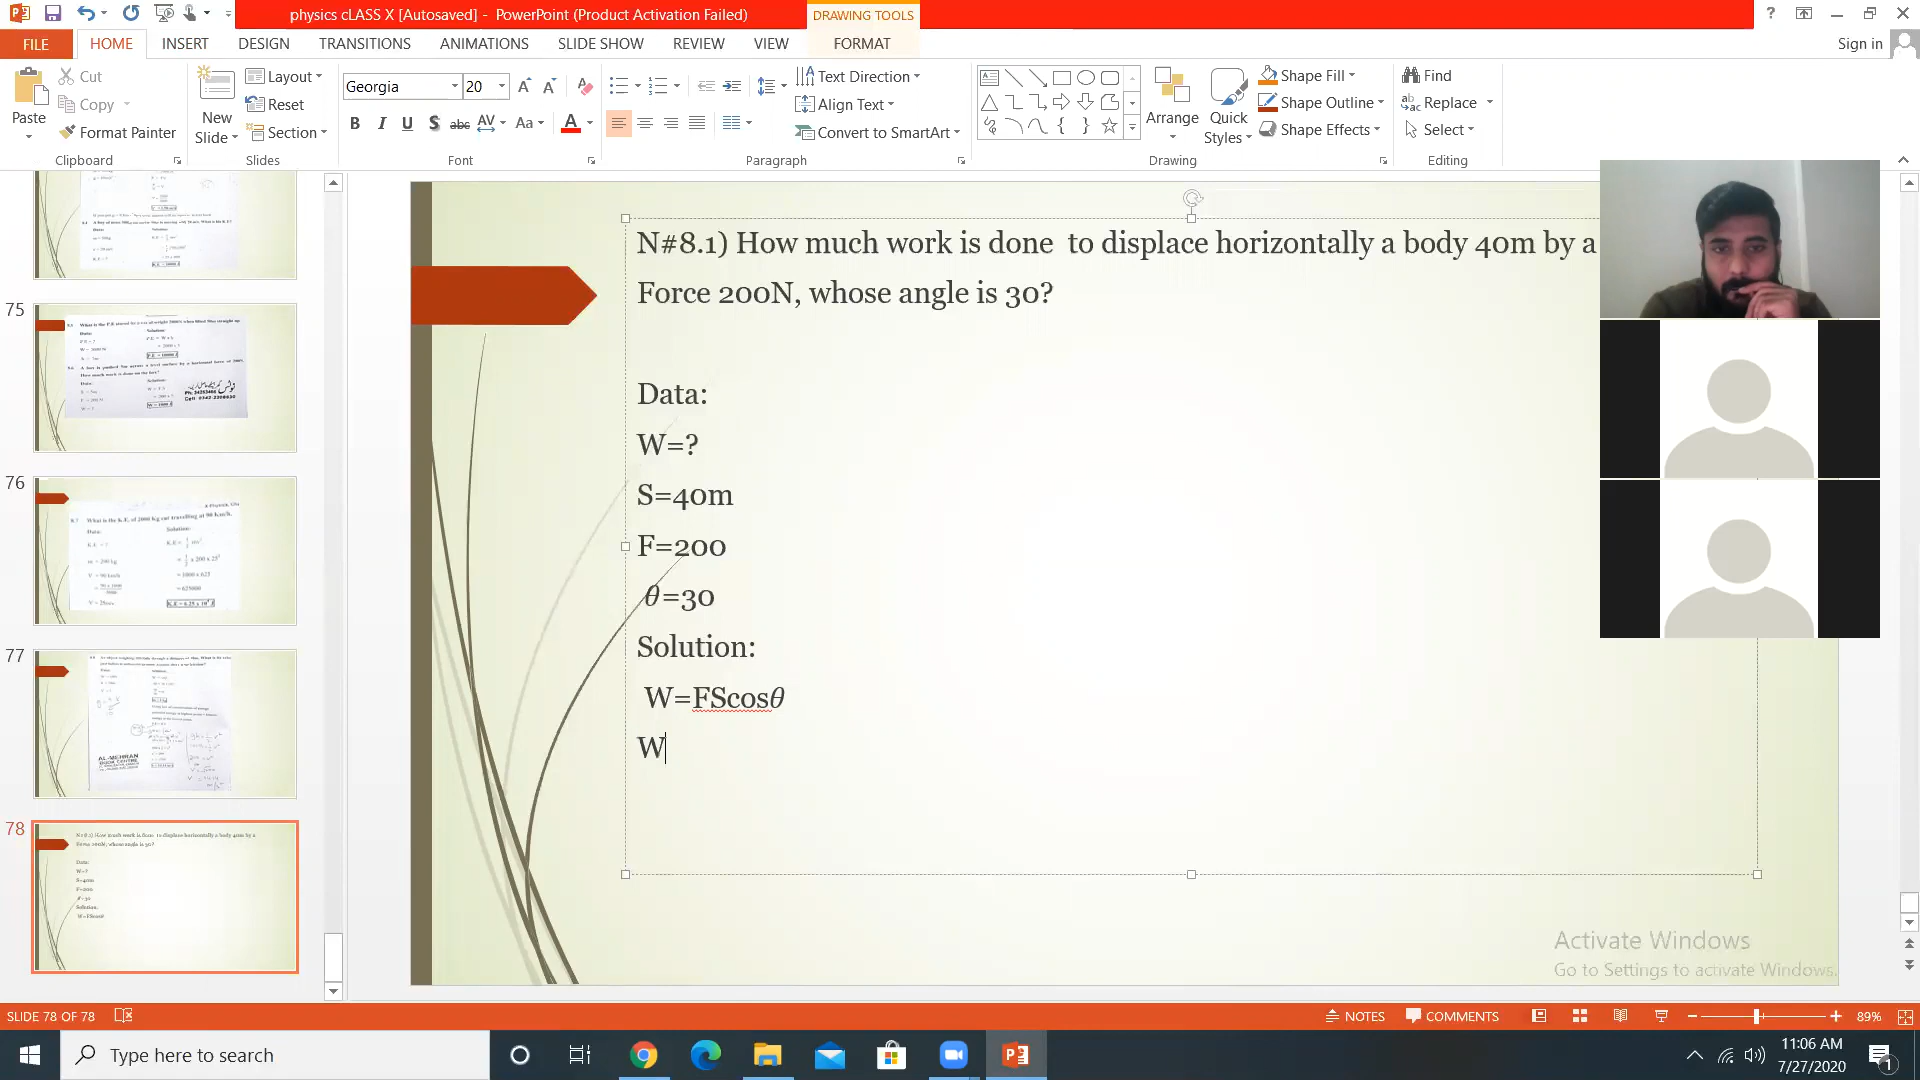 physics cLASS X [Autosaved] - PowerPoint (Product Activation Failed)
DRAWING TOOLS
FILE
HOME
INSERT
DESIGN
TRANSITIONS
ANIMATIONS
SLIDE SHOW
REVIEW
VIEW
FORMAT
Sign in
Paste
Cut
Copy
Format Painter
Clipboard
New Slide
Layout
Reset
Section
Slides
Georgia
20
Font
Text Direction
Align Text
Convert to SmartArt
Paragraph
Arrange
Quick Styles
Shape Fill
Shape Outline
Shape Effects
Drawing
Find
Replace
Select
Editing
75
76
77
78
N#8.1) How much work is done to displace horizontally a body 40m by a
Force 200N, whose angle is 30?
Data:
W=?
S=40m
F=200
θ=30
Solution:
W=FScosθ
W
Activate Windows
Go to Settings to activate Windows.
SLIDE 78 OF 78
NOTES
COMMENTS
89%
Type here to search
11:06 AM
7/27/2020
1